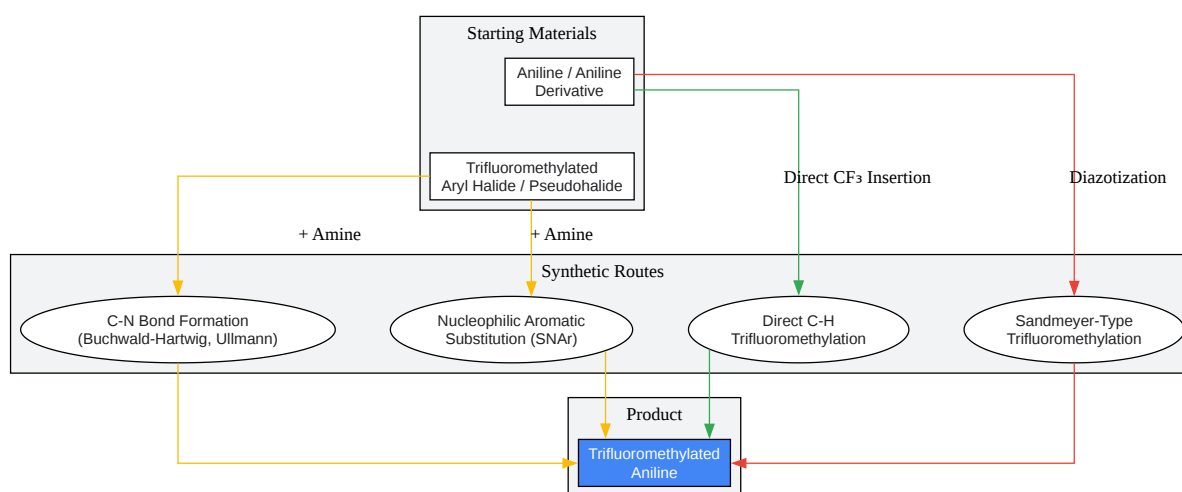 Starting Materials
Aniline / Aniline
Derivative
Trifluoromethylated
Aryl Halide / Pseudohalide
Direct CF₃ Insertion
Diazotization
+ Amine
+ Amine
Synthetic Routes
C-N Bond Formation
(Buchwald-Hartwig, Ullmann)
Nucleophilic Aromatic
Substitution (SNAr)
Direct C-H
Trifluoromethylation
Sandmeyer-Type
Trifluoromethylation
Product
Trifluoromethylated
Aniline